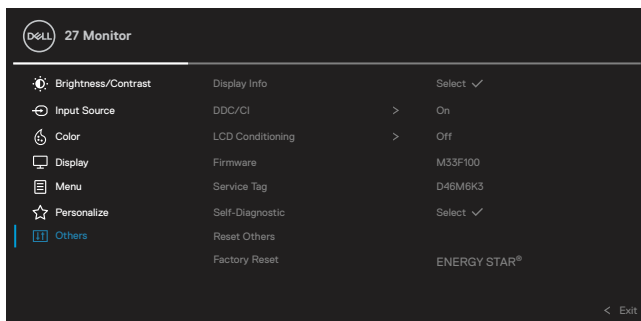 DELL 27 Monitor
Brightness/Contrast Display Info Select ✓
Input Source DDC/CI > On
Color LCD Conditioning > Off
Display Firmware M33F100
Menu Service Tag D46M6K3
Personalize Self-Diagnostic Select ✓
Others Reset Others
Factory Reset ENERGY STAR®
< Exit